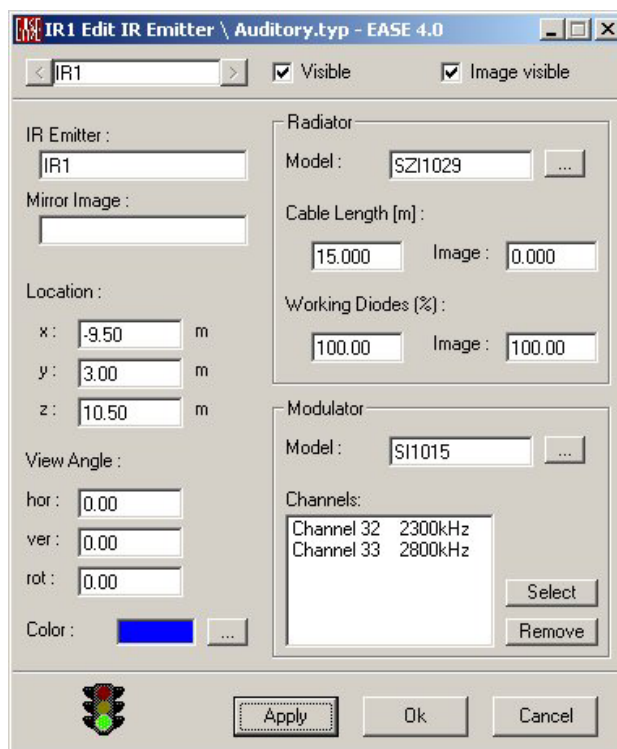 IR1 Edit IR Emitter \ Auditory.typ - EASE 4.0
< IR1 > Visible Image visible
IR Emitter :
IR1
Mirror Image :
Location :
x : -9.50 m
y : 3.00 m
z : 10.50 m
View Angle :
hor : 0.00
ver : 0.00
rot : 0.00
Color : ...
Radiator
Model : SZI1029 ...
Cable Length [m] :
15.000 Image : 0.000
Working Diodes (%) :
100.00 Image : 100.00
Modulator
Model : SI1015 ...
Channels:
Channel 32 2300kHz
Channel 33 2800kHz
Select
Remove
Apply Ok Cancel